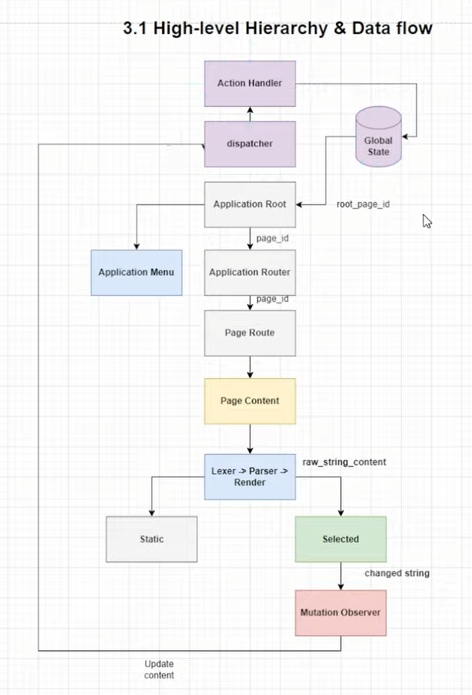 3.1 High-level Hierarchy & Data flow
Action Handler
dispatcher
Global
State
Application Root
root_page_id
page_id
Application Menu
Application Router
page_id
Page Route
Page Content
Lexer -> Parser ->
Render
raw_string_content
Static
Selected
changed string
Mutation Observer
Update
content